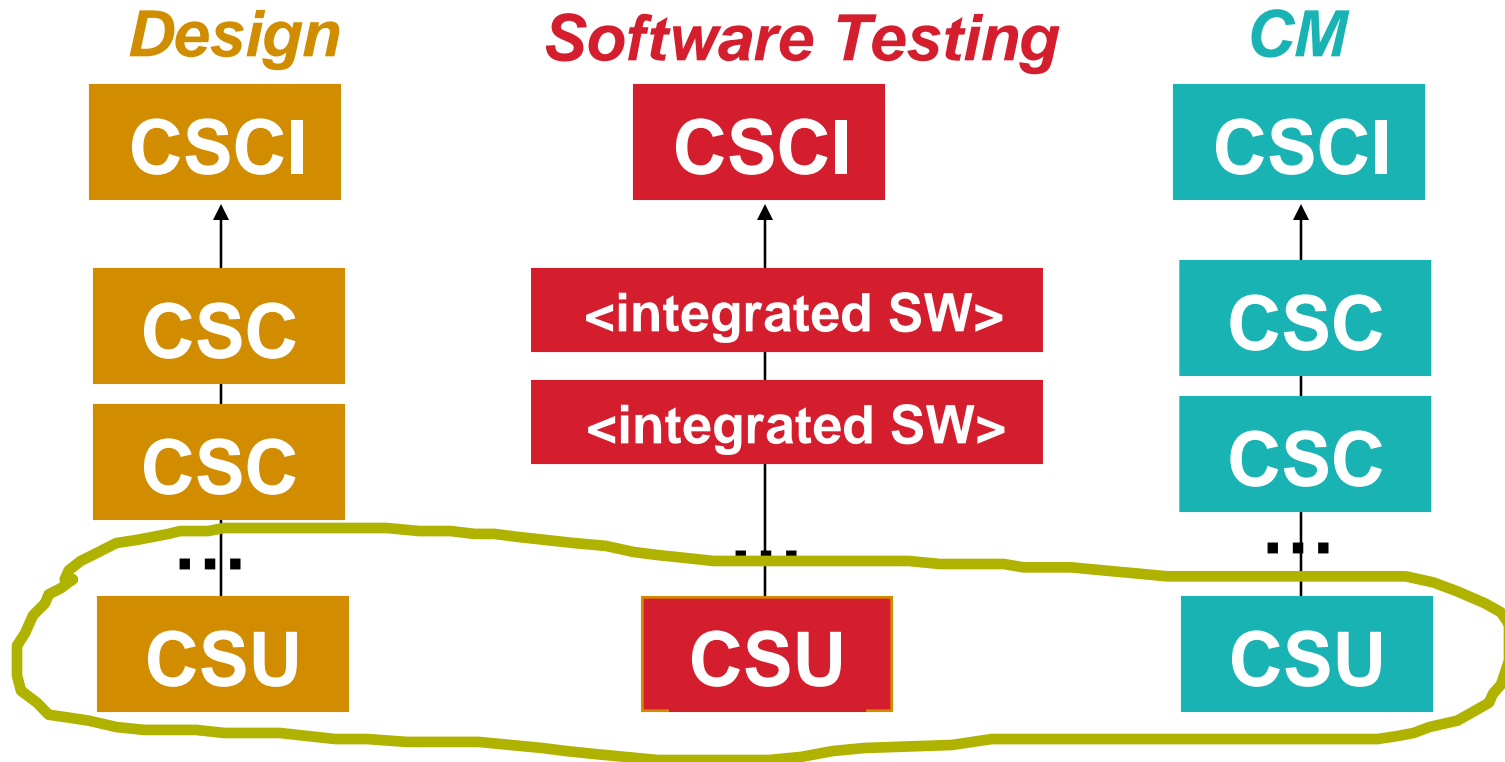 Design
Software Testing
CM
CSCI
CSCI
CSCI
CSC
<integrated SW>
CSC
CSC
<integrated SW>
CSC
...
...
...
CSU
CSU
CSU